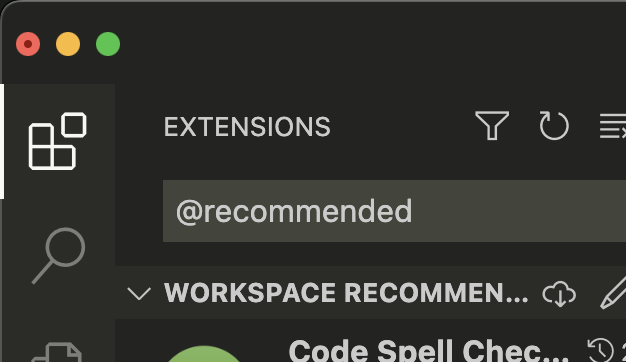 EXTENSIONS
@recommended
WORKSPACE RECOMMEN...
Code Spell Chec...